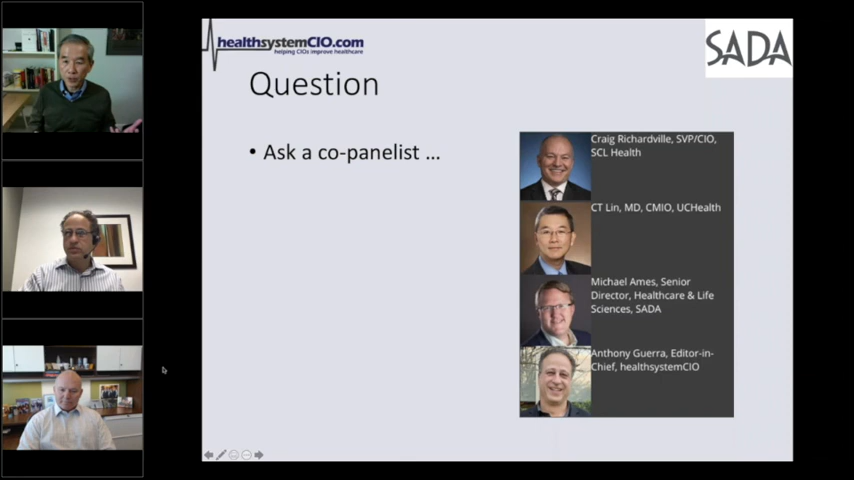 healthsystemCIO.com
helping CIOs improve healthcare
SADA
Question
• Ask a co-panelist ...
Craig Richardville, SVP/CIO,
SCL Health
CT Lin, MD, CMIO, UCHealth
Michael Ames, Senior
Director, Healthcare & Life
Sciences, SADA
Anthony Guerra, Editor-in-
Chief, healthsystemCIO